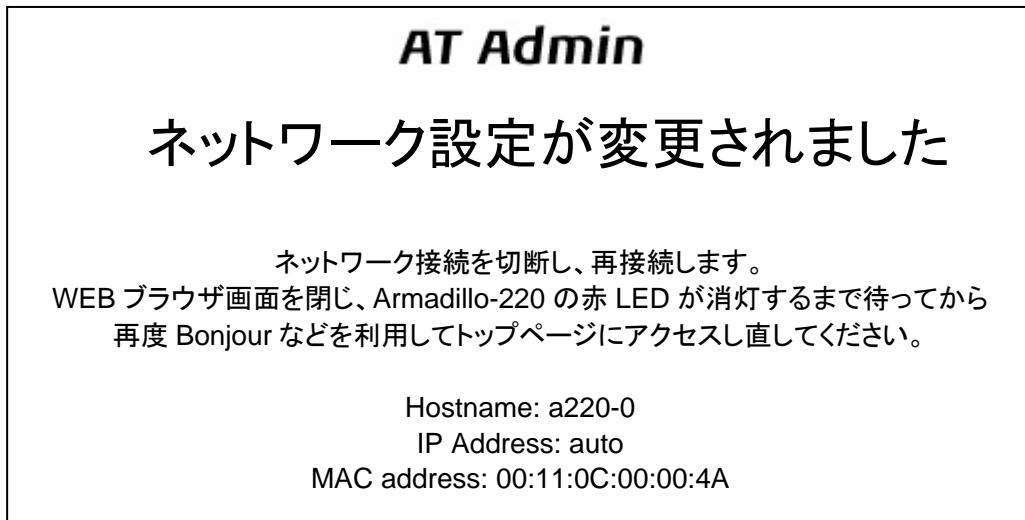 AT Admin
ネットワーク設定が変更されました
ネットワーク接続を切断し、再接続します。
WEB ブラウザ画面を閉じ、Armadillo-220 の赤 LED が消灯するまで待ってから
再度 Bonjour などを利用してトップページにアクセスし直してください。
Hostname: a220-0
IP Address: auto
MAC address: 00:11:0C:00:00:4A